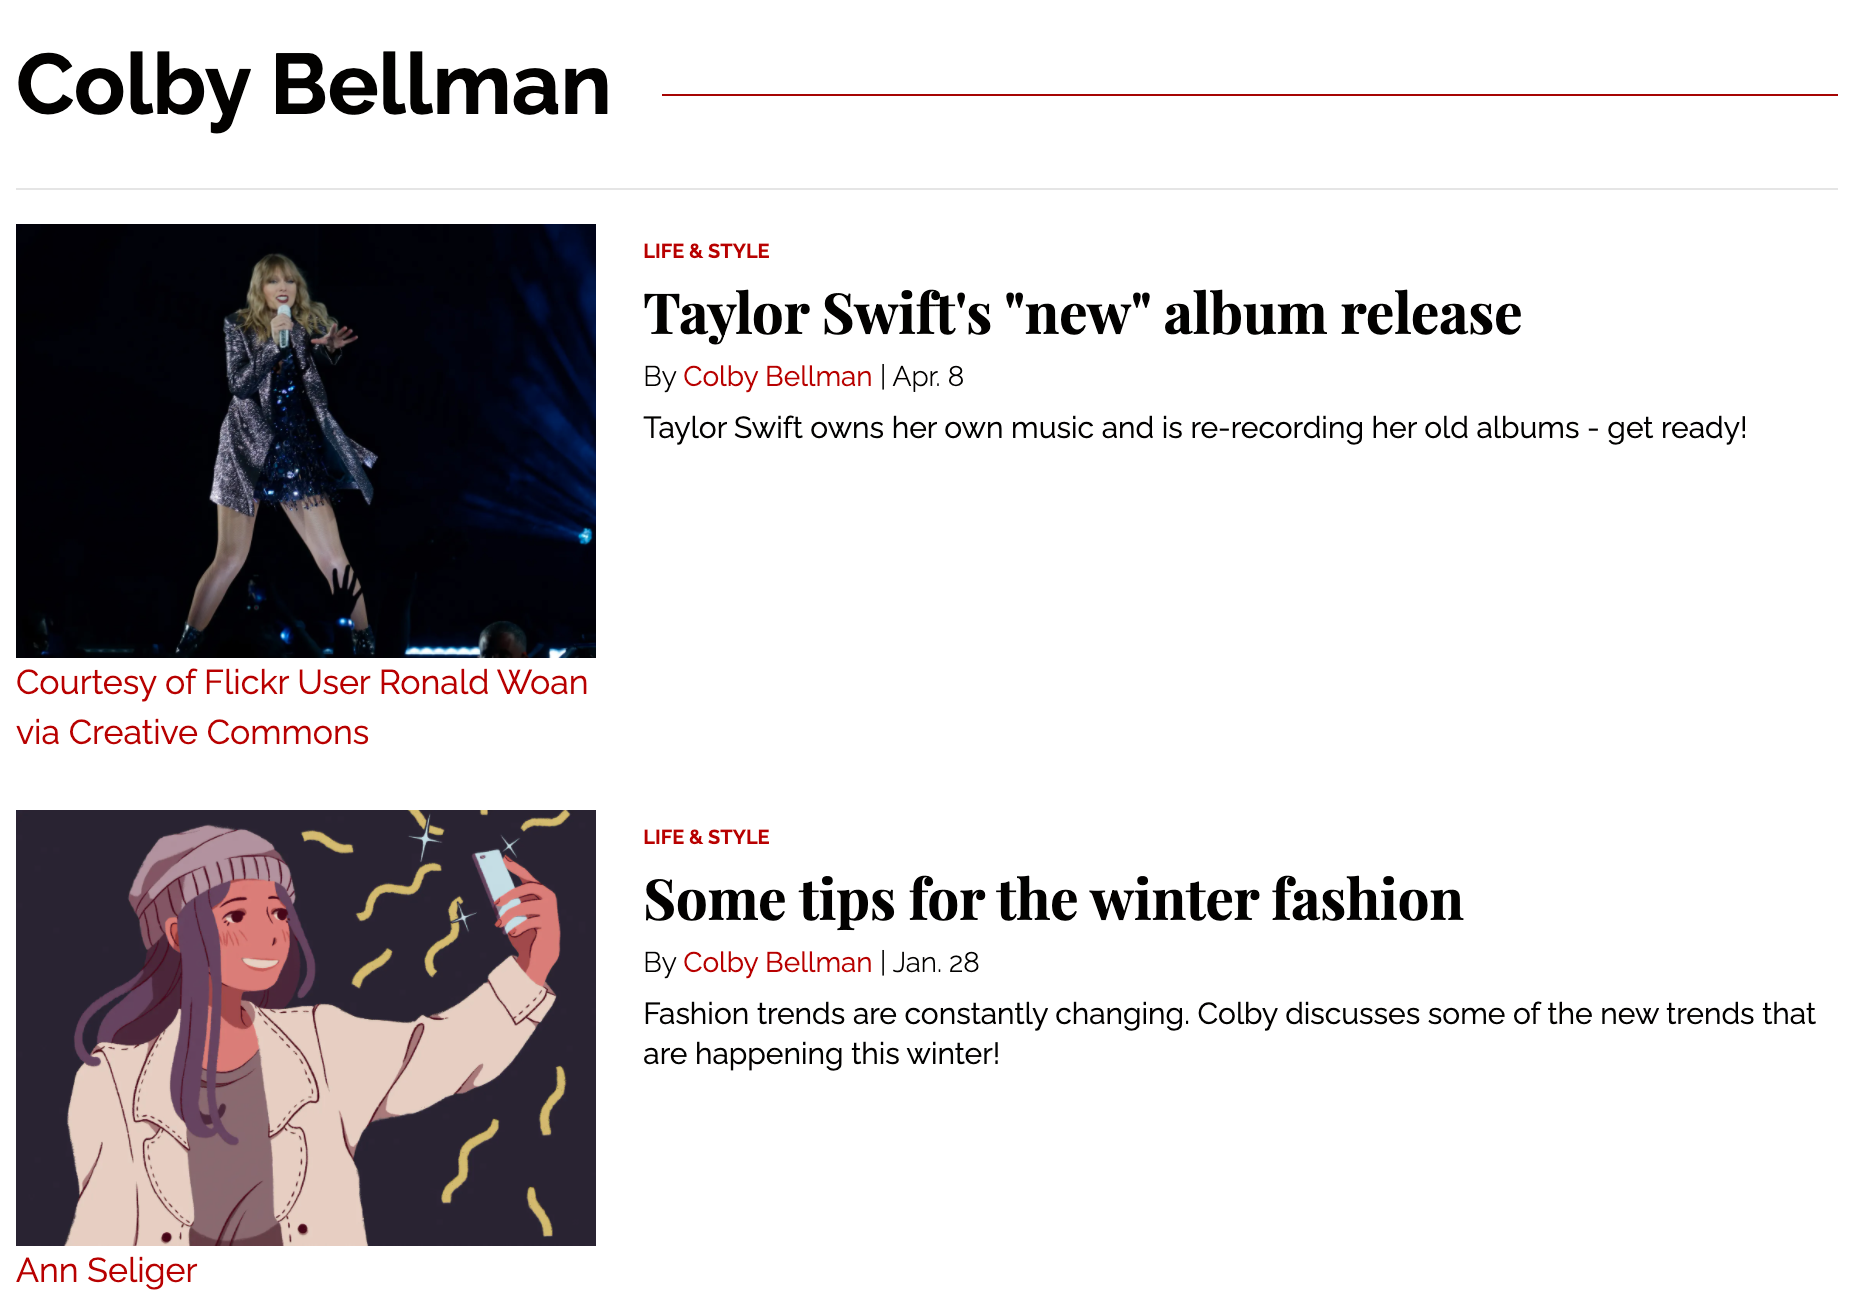 Colby Bellman
LIFE & STYLE
Taylor Swift's "new" album release
By Colby Bellman | Apr. 8
Taylor Swift owns her own music and is re-recording her old albums - get ready!
Courtesy of Flickr User Ronald Woan
via Creative Commons
LIFE & STYLE
Some tips for the winter fashion
By Colby Bellman | Jan. 28
Fashion trends are constantly changing. Colby discusses some of the new trends that
are happening this winter!
Ann Seliger